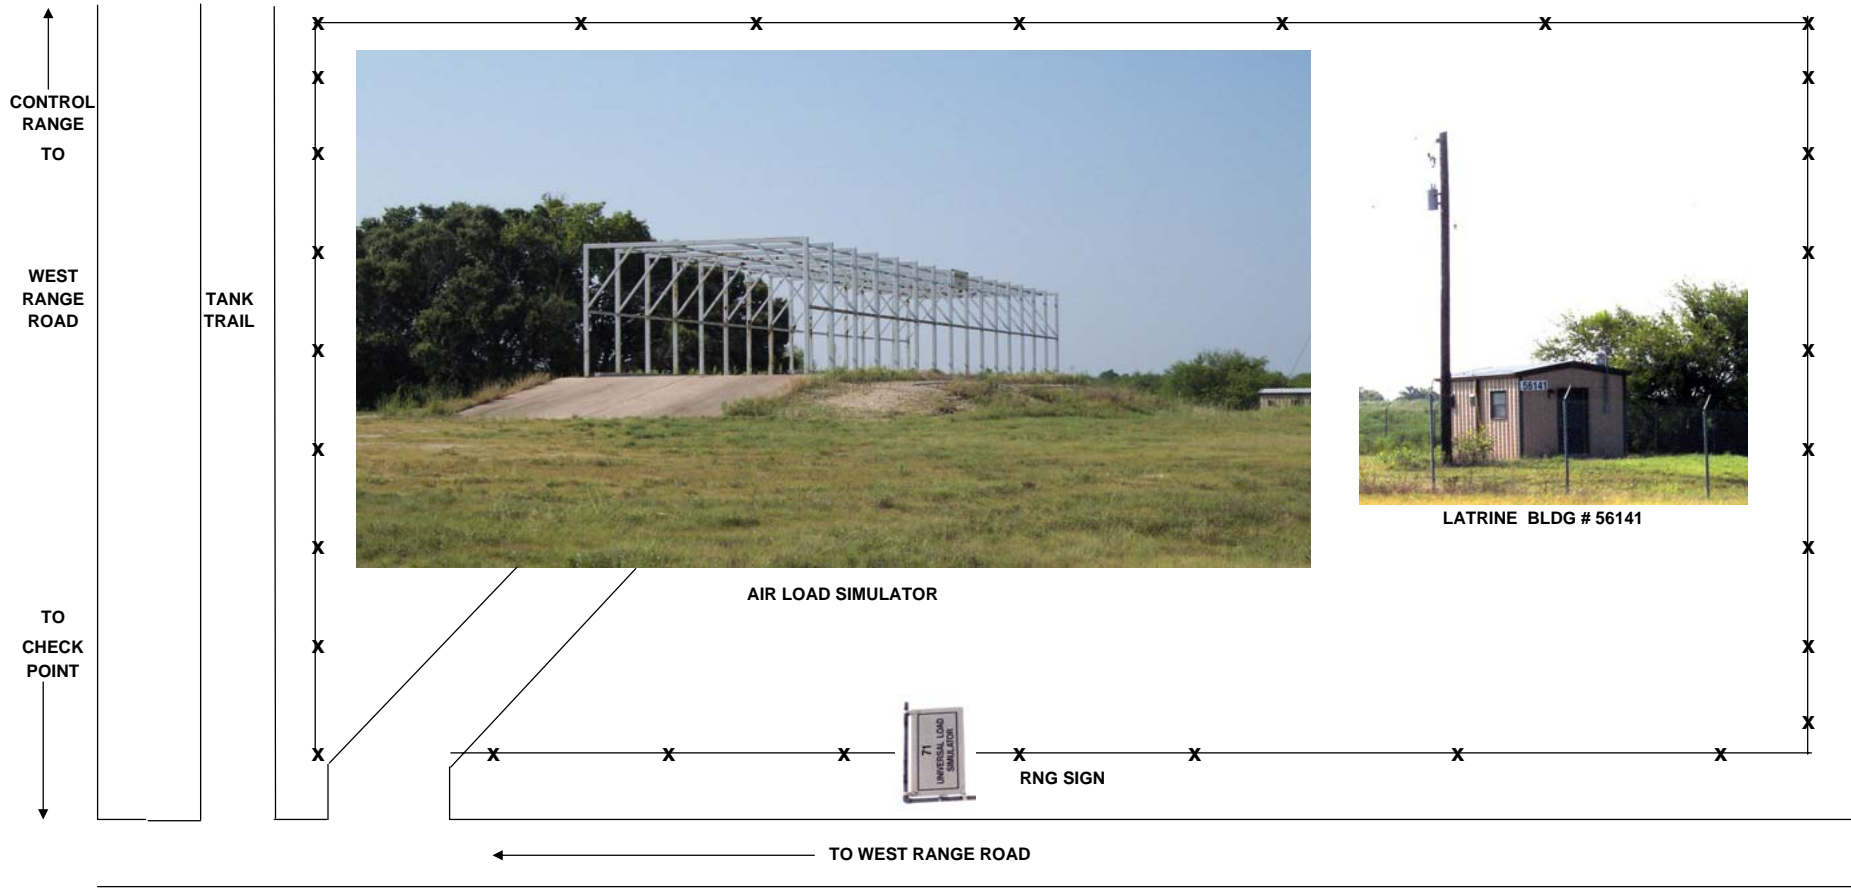 CONTROL
RANGE
TO
WEST
RANGE
ROAD
TO
CHECK
POINT
TANK
TRAIL
56141
LATRINE BLDG # 56141
AIR LOAD SIMULATOR
71
UNIVERSAL LOAD
SIMULATOR
RNG SIGN
TO WEST RANGE ROAD